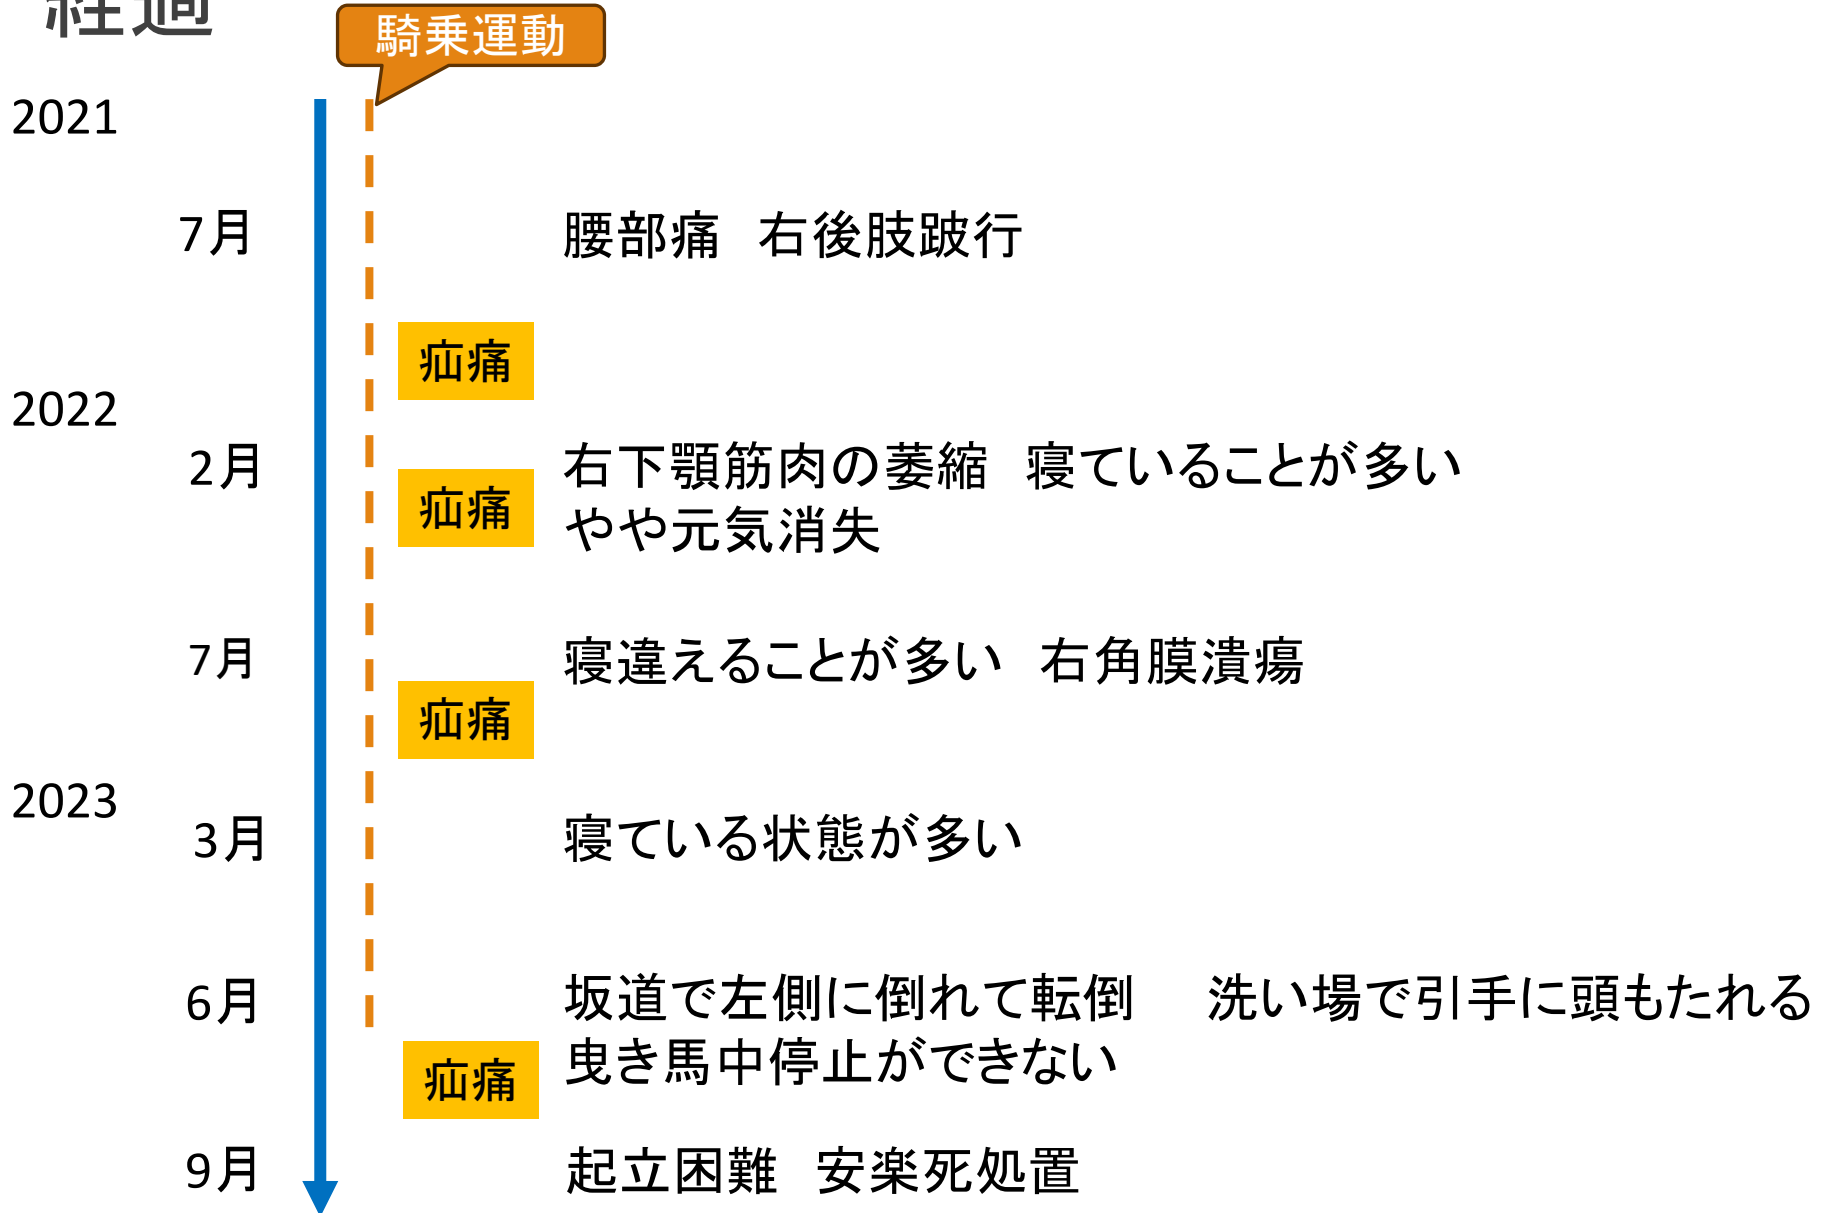 経過
騎乗運動
2021
7月
腰部痛　右後肢跛行
疝痛
2022
2月
右下顎筋肉の萎縮　寝ていることが多い
疝痛
やや元気消失
7月
寝違えることが多い　右角膜潰瘍
疝痛
2023
3月
寝ている状態が多い
6月
坂道で左側に倒れて転倒　　洗い場で引手に頭もたれる
曳き馬中停止ができない
疝痛
9月
起立困難　安楽死処置